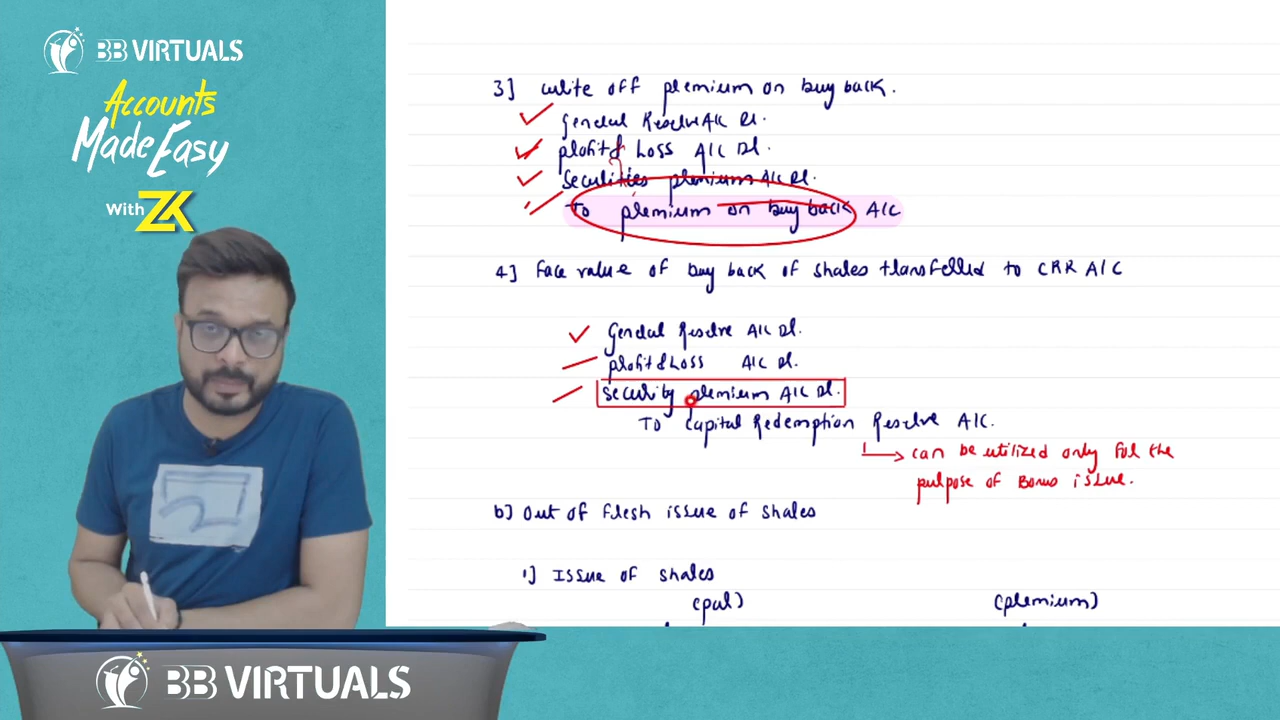 BB VIRTUALS
Accounts
Made Easy
With ZK
3] write off premium on buy back.
General Reserve A/C Dr.
profit & Loss A/C Dr.
Securities premium A/C Dr.
To premium on buy back A/C
4] Face value of buy back of shares transferred to CRR A/C
General Reserve A/C Dr.
profit & Loss A/C Dr.
Security premium A/C Dr.
To Capital Redemption Reserve A/C.
can be utilized only for the
purpose of Bonus issue.
b] Out of Fresh issue of shares
1] Issue of shares
(par) (premium)
BB VIRTUALS